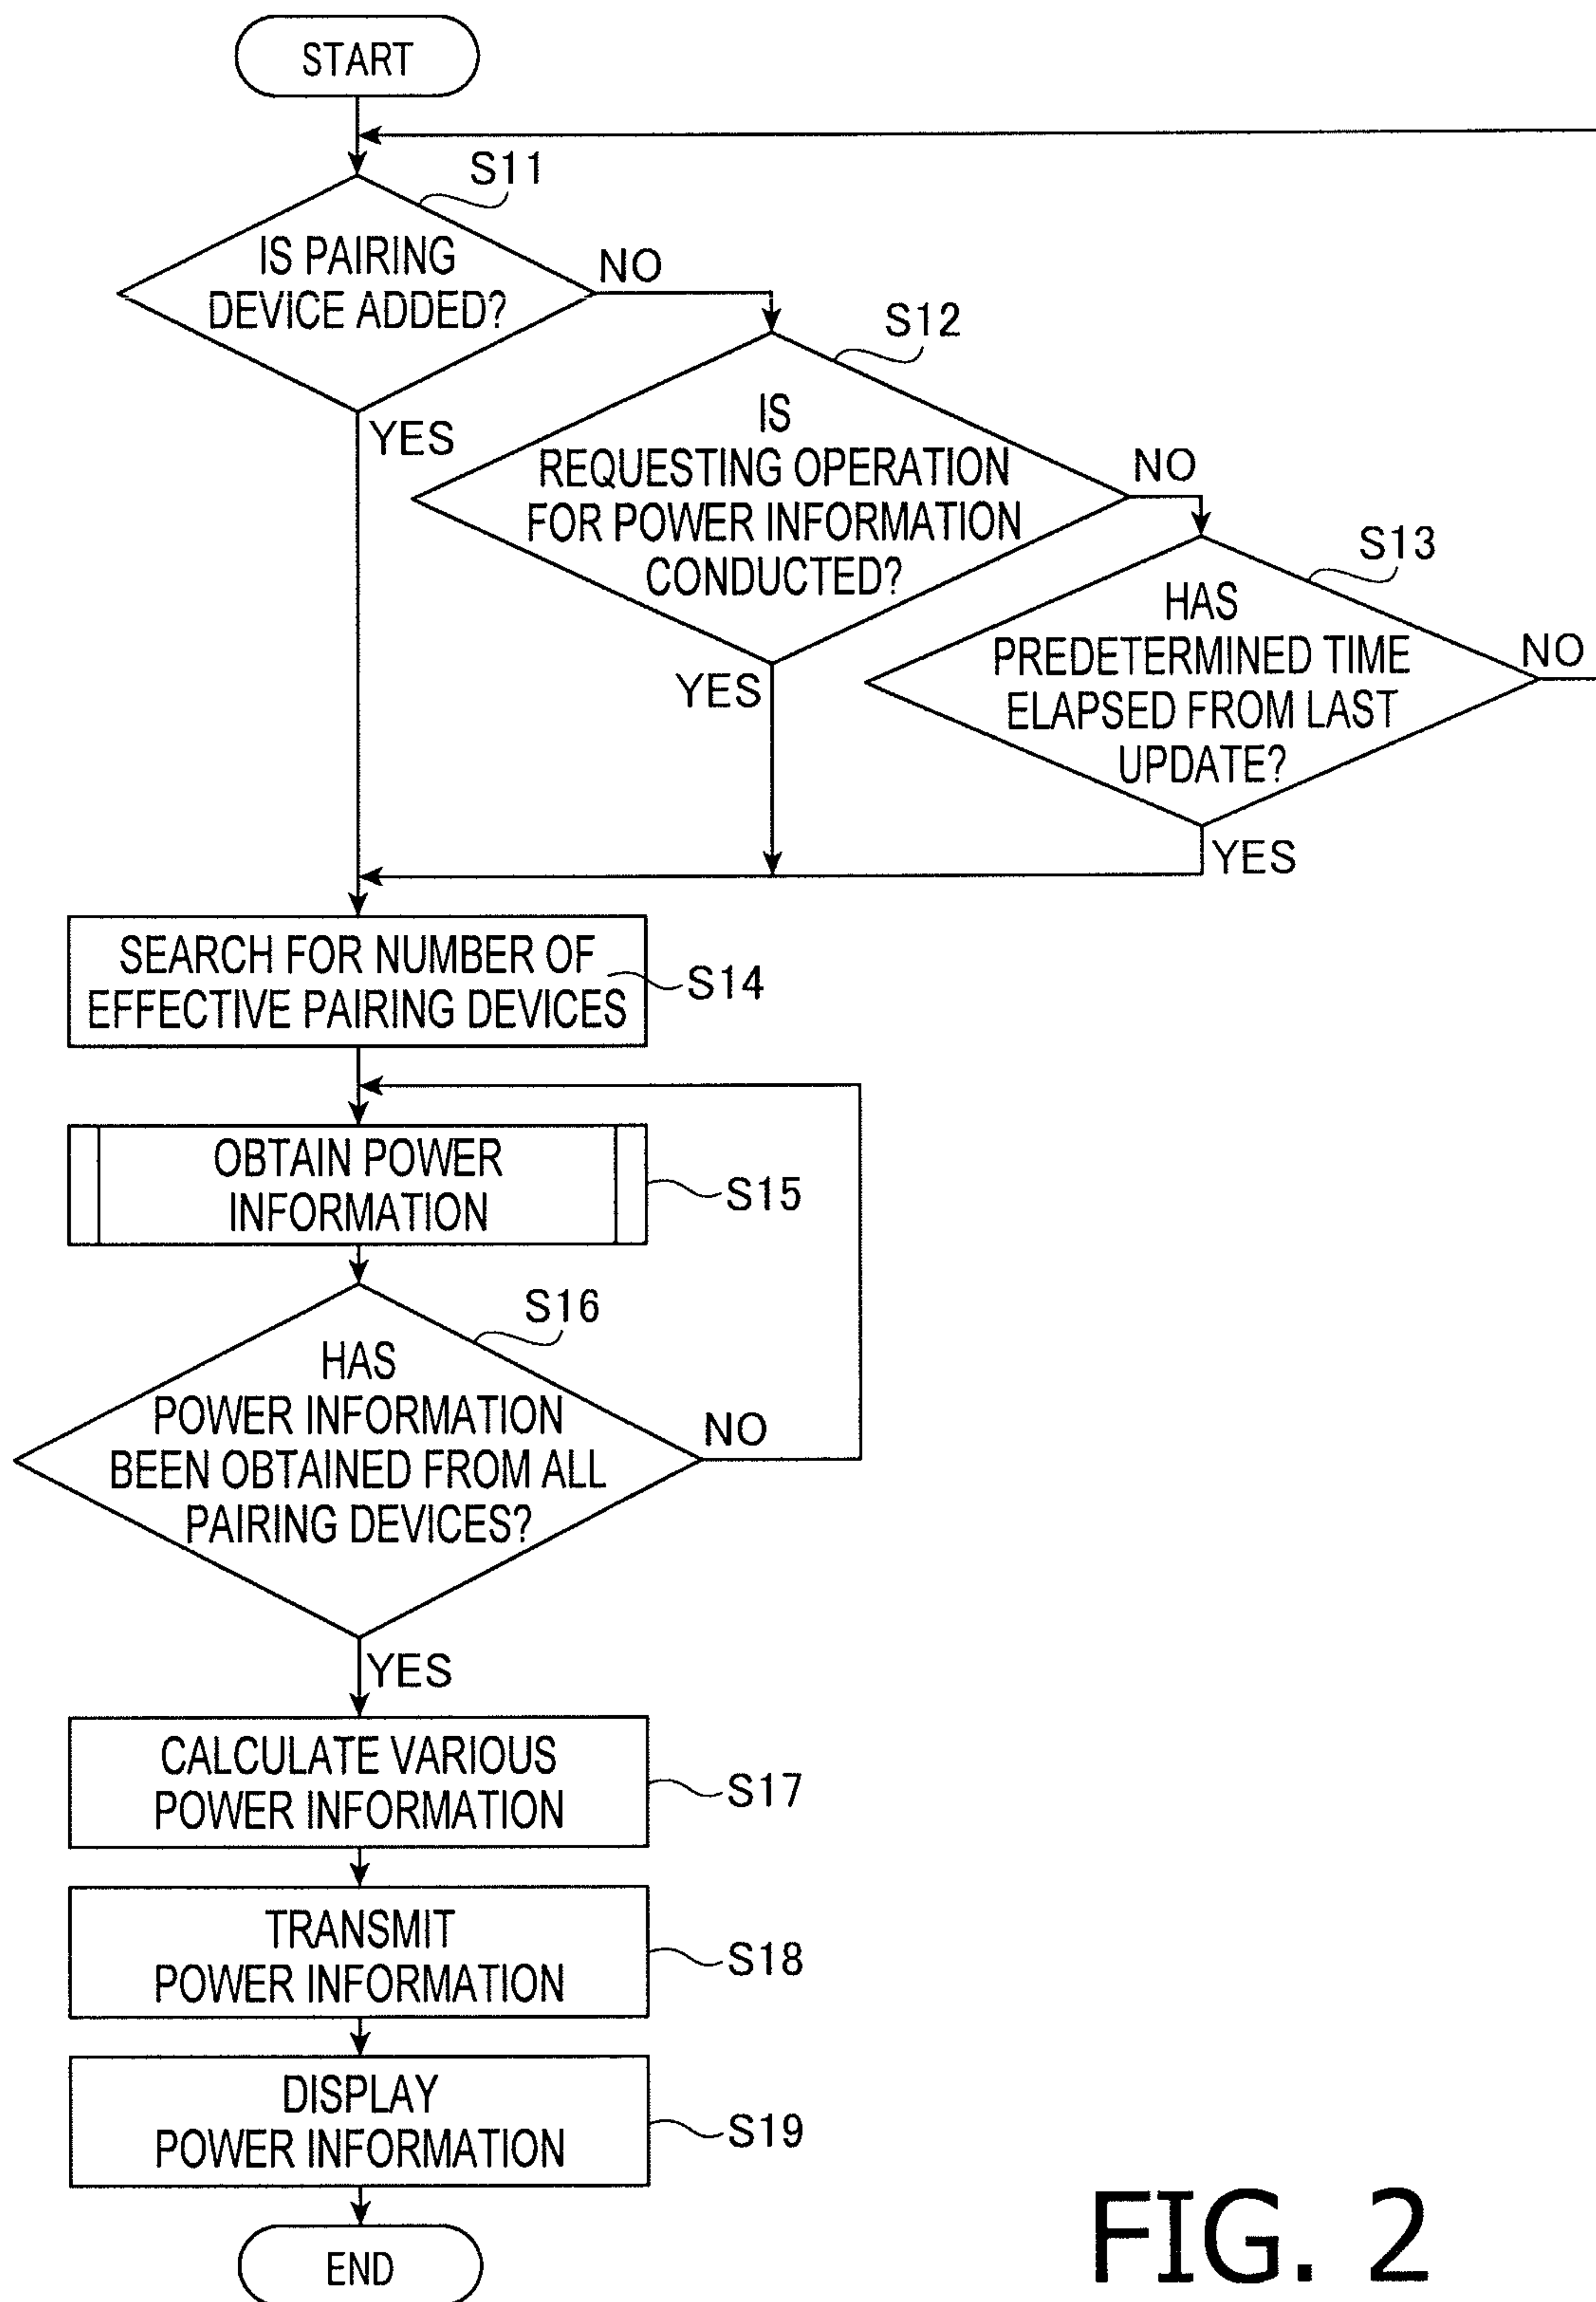 START
S11
IS PAIRING
DEVICE ADDED?
NO
YES
S12
IS
REQUESTING OPERATION
FOR POWER INFORMATION
CONDUCTED?
NO
YES
S13
HAS
PREDETERMINED TIME
ELAPSED FROM LAST
UPDATE?
NO
YES
SEARCH FOR NUMBER OF
EFFECTIVE PAIRING DEVICES
S14
OBTAIN POWER
INFORMATION
S15
S16
HAS
POWER INFORMATION
BEEN OBTAINED FROM ALL
PAIRING DEVICES?
NO
YES
CALCULATE VARIOUS
POWER INFORMATION
S17
TRANSMIT
POWER INFORMATION
S18
DISPLAY
POWER INFORMATION
S19
END
FIG. 2